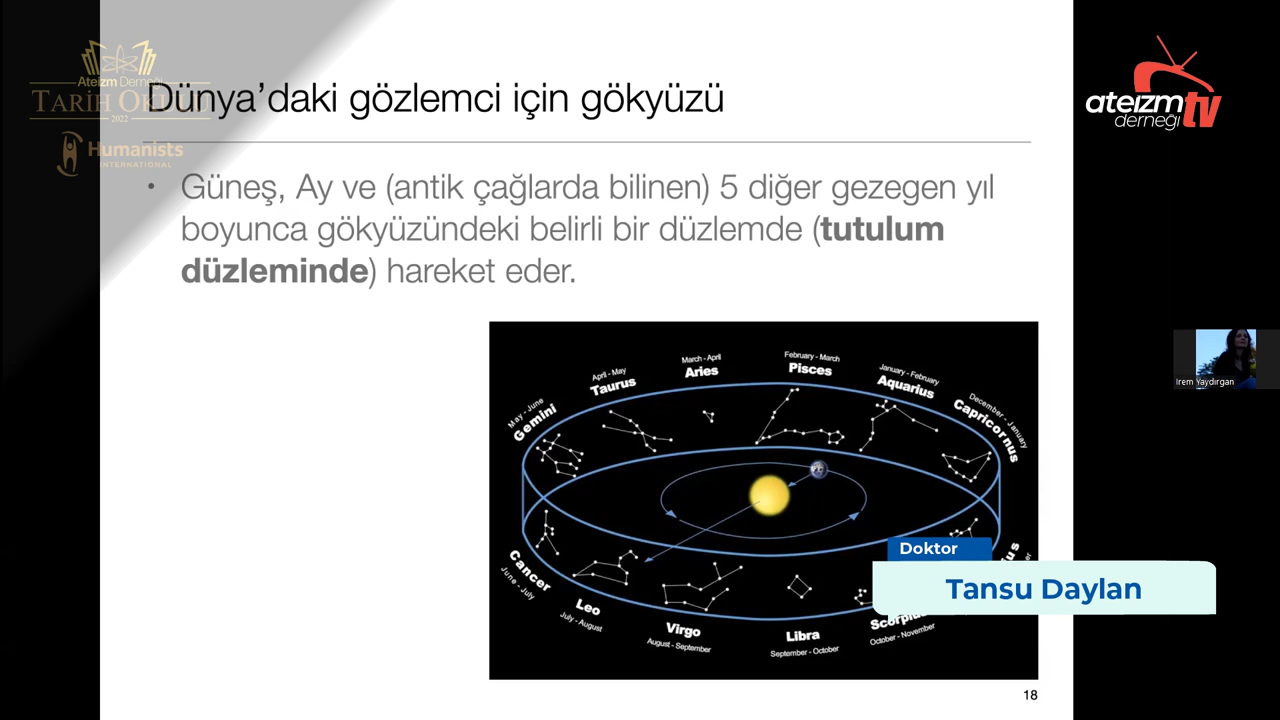 Ateizm Derneği
TARİH OKULU
2022
Humanists
INTERNATIONAL
Dünya’daki gözlemci için gökyüzü
ateizm tv
derneği
• Güneş, Ay ve (antik çağlarda bilinen) 5 diğer gezegen yıl
boyunca gökyüzündeki belirli bir düzlemde (tutulum
düzleminde) hareket eder.
May - June
Gemini
April - May
Taurus
March - April
Aries
February - March
Pisces
January - February
Aquarius
December - January
Capricornus
Cancer
June - July
Leo
July - August
Virgo
August - September
Libra
September - October
Scorpius
October - November
Irem Yaydırgan
Doktor
Tansu Daylan
18